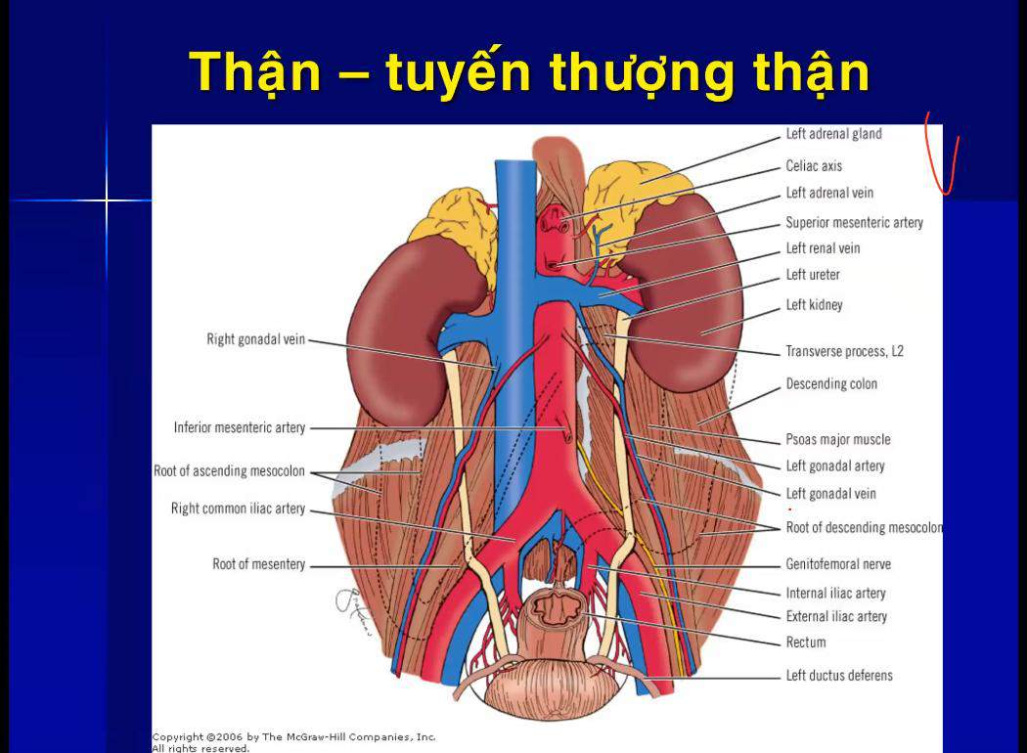 Thận – tuyến thượng thận
Left adrenal gland
Celiac axis
Left adrenal vein
Superior mesenteric artery
Left renal vein
Left ureter
Left kidney
Right gonadal vein
Transverse process, L2
Descending colon
Inferior mesenteric artery
Psoas major muscle
Root of ascending mesocolon
Left gonadal artery
Left gonadal vein
Right common iliac artery
Root of descending mesocolon
Root of mesentery
Genitofemoral nerve
Internal iliac artery
External iliac artery
Rectum
Left ductus deferens
Copyright ©2006 by The McGraw-Hill Companies, Inc.
All rights reserved.